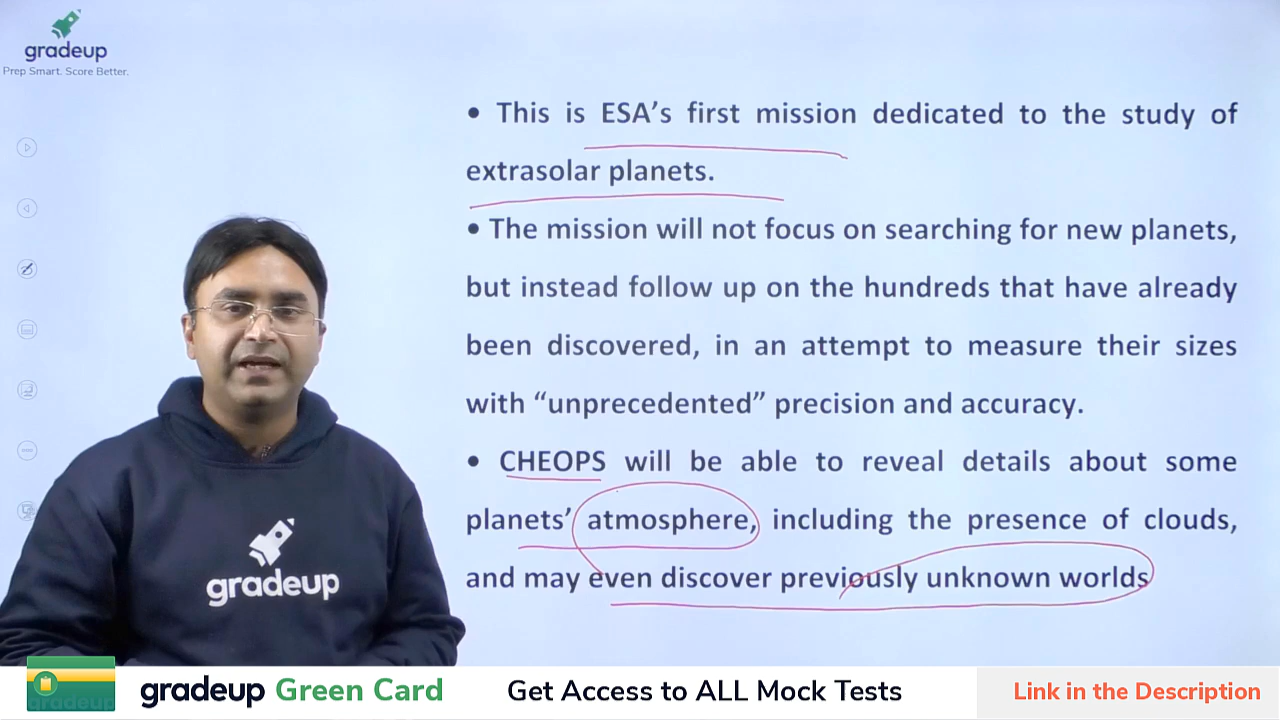 gradeup
Prep Smart. Score Better.
• This is ESA’s first mission dedicated to the study of
extrasolar planets.
• The mission will not focus on searching for new planets,
but instead follow up on the hundreds that have already
been discovered, in an attempt to measure their sizes
with “unprecedented” precision and accuracy.
• CHEOPS will be able to reveal details about some
planets’ atmosphere, including the presence of clouds,
and may even discover previously unknown worlds
gradeup
gradeup
gradeup Green Card
Get Access to ALL Mock Tests
Link in the Description